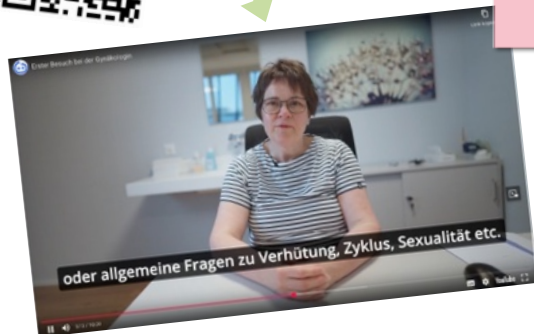 Erster Besuch bei der Gynäkologin
oder allgemeine Fragen zu Verhütung, Zyklus, Sexualität etc.
YouTube